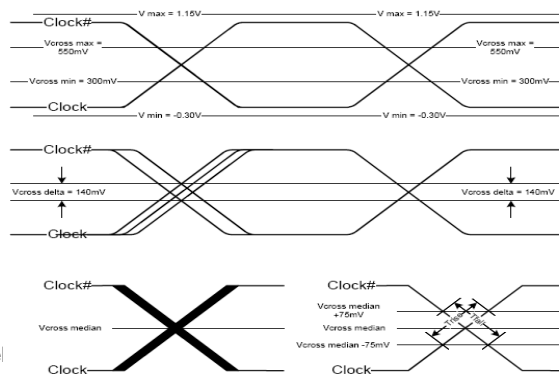 V max = 1.15V V max = 1.15V
Clock#
Vcross max = 550mV Vcross max = 550mV
Vcross min = 300mV Vcross min = 300mV
Clock
V min = -0.30V V min = -0.30V
Clock#
Vcross delta = 140mV Vcross delta = 140mV
Clock
Clock# Clock#
Vcross median +75mV
Trise Tfall
Vcross median Vcross median
Vcross median -75mV
Clock Clock